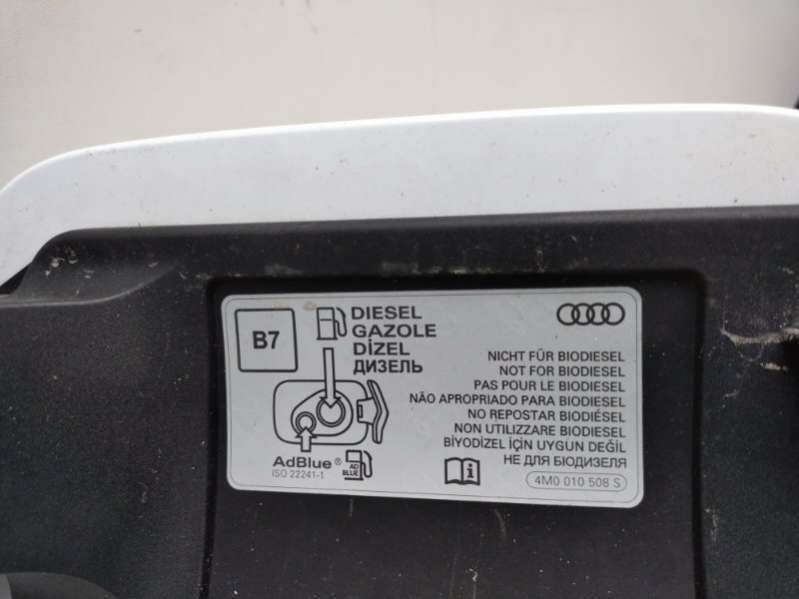 B7
DIESEL
GAZOLE
DİZEL
ДИЗЕЛЬ
AdBlue®
ISO 22241-1
AD
BLUE
NICHT FÜR BIODIESEL
NOT FOR BIODIESEL
PAS POUR LE BIODIESEL
NÃO APROPRIADO PARA BIODIESEL
NO REPOSTAR BIODIÉSEL
NON UTILIZZARE BIODIESEL
BİYODİZEL İÇİN UYGUN DEĞİL
НЕ ДЛЯ БІОДИЗЕЛЯ
4M0 010 508 S